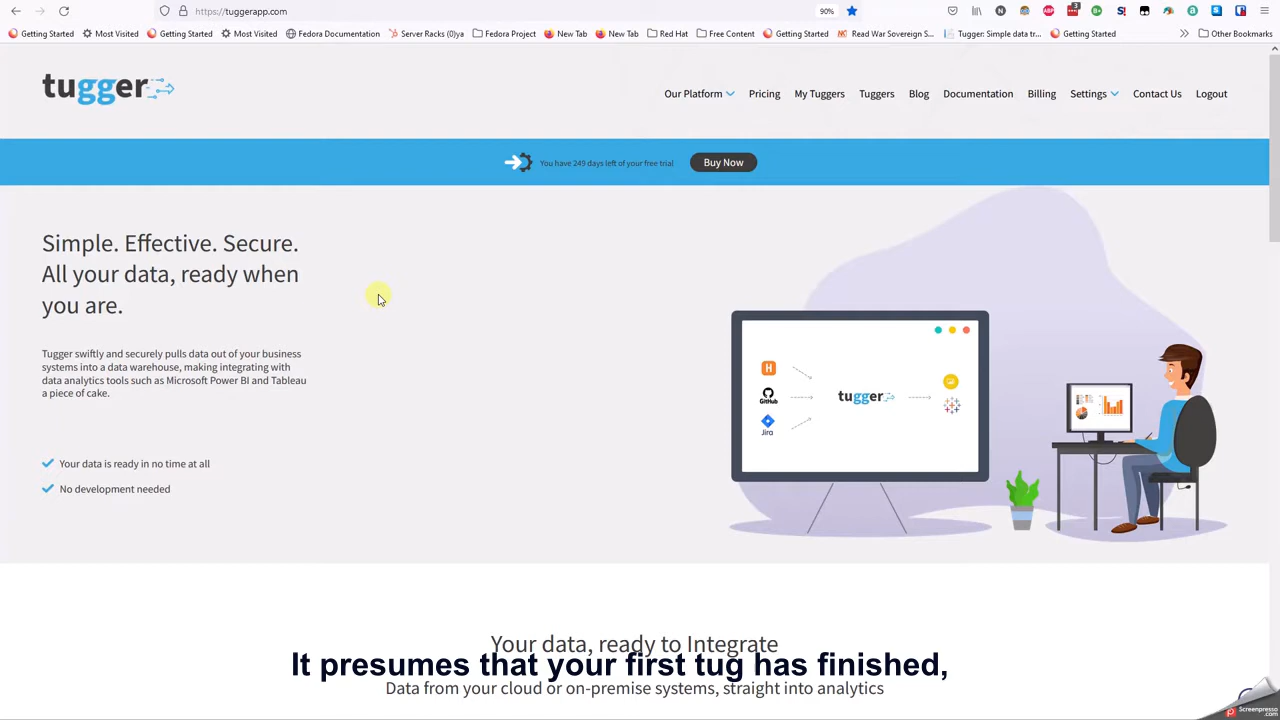 https://tuggerapp.com
90%
3
Getting Started
Most Visited
Getting Started
Most Visited
Fedora Documentation
Server Racks (0)ya
Fedora Project
New Tab
New Tab
Red Hat
Free Content
Getting Started
Read War Sovereign S...
Tugger: Simple data tr...
Getting Started
Other Bookmarks
tugger
Our Platform
Pricing
My Tuggers
Tuggers
Blog
Documentation
Billing
Settings
Contact Us
Logout
You have 249 days left of your free trial
Buy Now
Simple. Effective. Secure.
All your data, ready when
you are.
Tugger swiftly and securely pulls data out of your business
systems into a data warehouse, making integrating with
data analytics tools such as Microsoft Power BI and Tableau
a piece of cake.
Your data is ready in no time at all
No development needed
H
GitHub
Jira
tugger
Your data, ready to Integrate
It presumes that your first tug has finished,
Data from your cloud or on-premise systems, straight into analytics
Screenpresso
.com